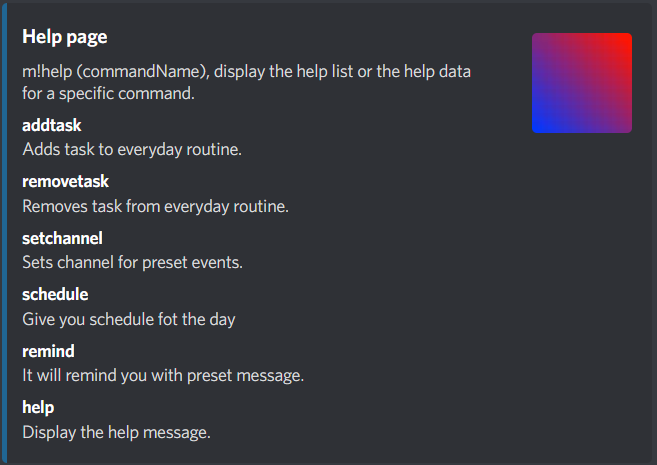 Help page
m!help (commandName), display the help list or the help data
for a specific command.
addtask
Adds task to everyday routine.
removetask
Removes task from everyday routine.
setchannel
Sets channel for preset events.
schedule
Give you schedule fot the day
remind
It will remind you with preset message.
help
Display the help message.